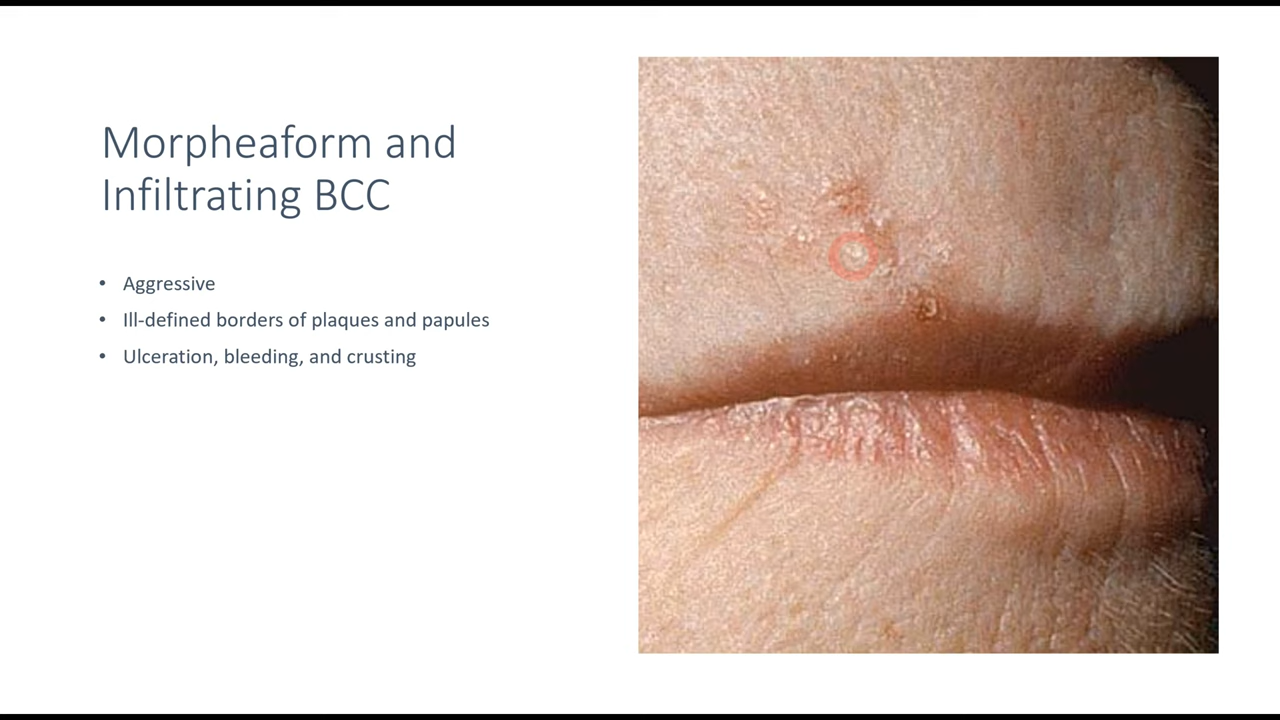 Morpheaform and
Infiltrating BCC
• Aggressive
• Ill-defined borders of plaques and papules
• Ulceration, bleeding, and crusting